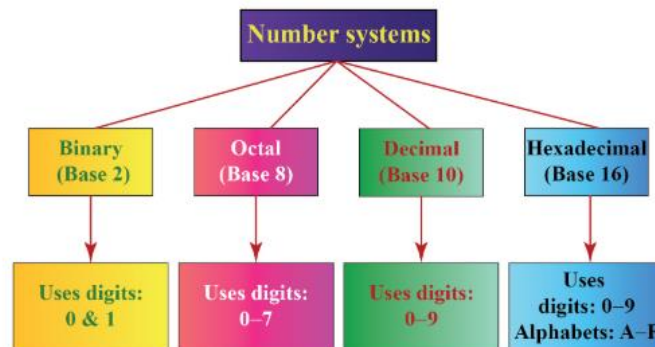 Number systems
Binary
(Base 2)
Octal
(Base 8)
Decimal
(Base 10)
Hexadecimal
(Base 16)
Uses digits:
0 & 1
Uses digits:
0–7
Uses digits:
0–9
Uses
digits: 0–9
Alphabets: A–F